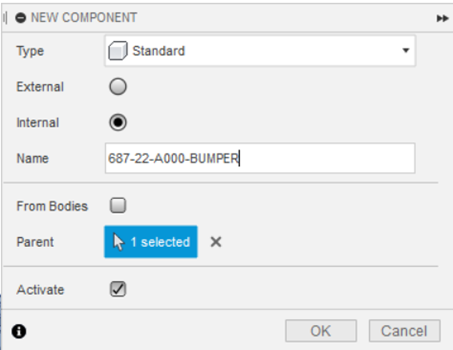 NEW COMPONENT
Type Standard
External
Internal
Name 687-22-A000-BUMPER
From Bodies
Parent 1 selected
Activate
OK Cancel